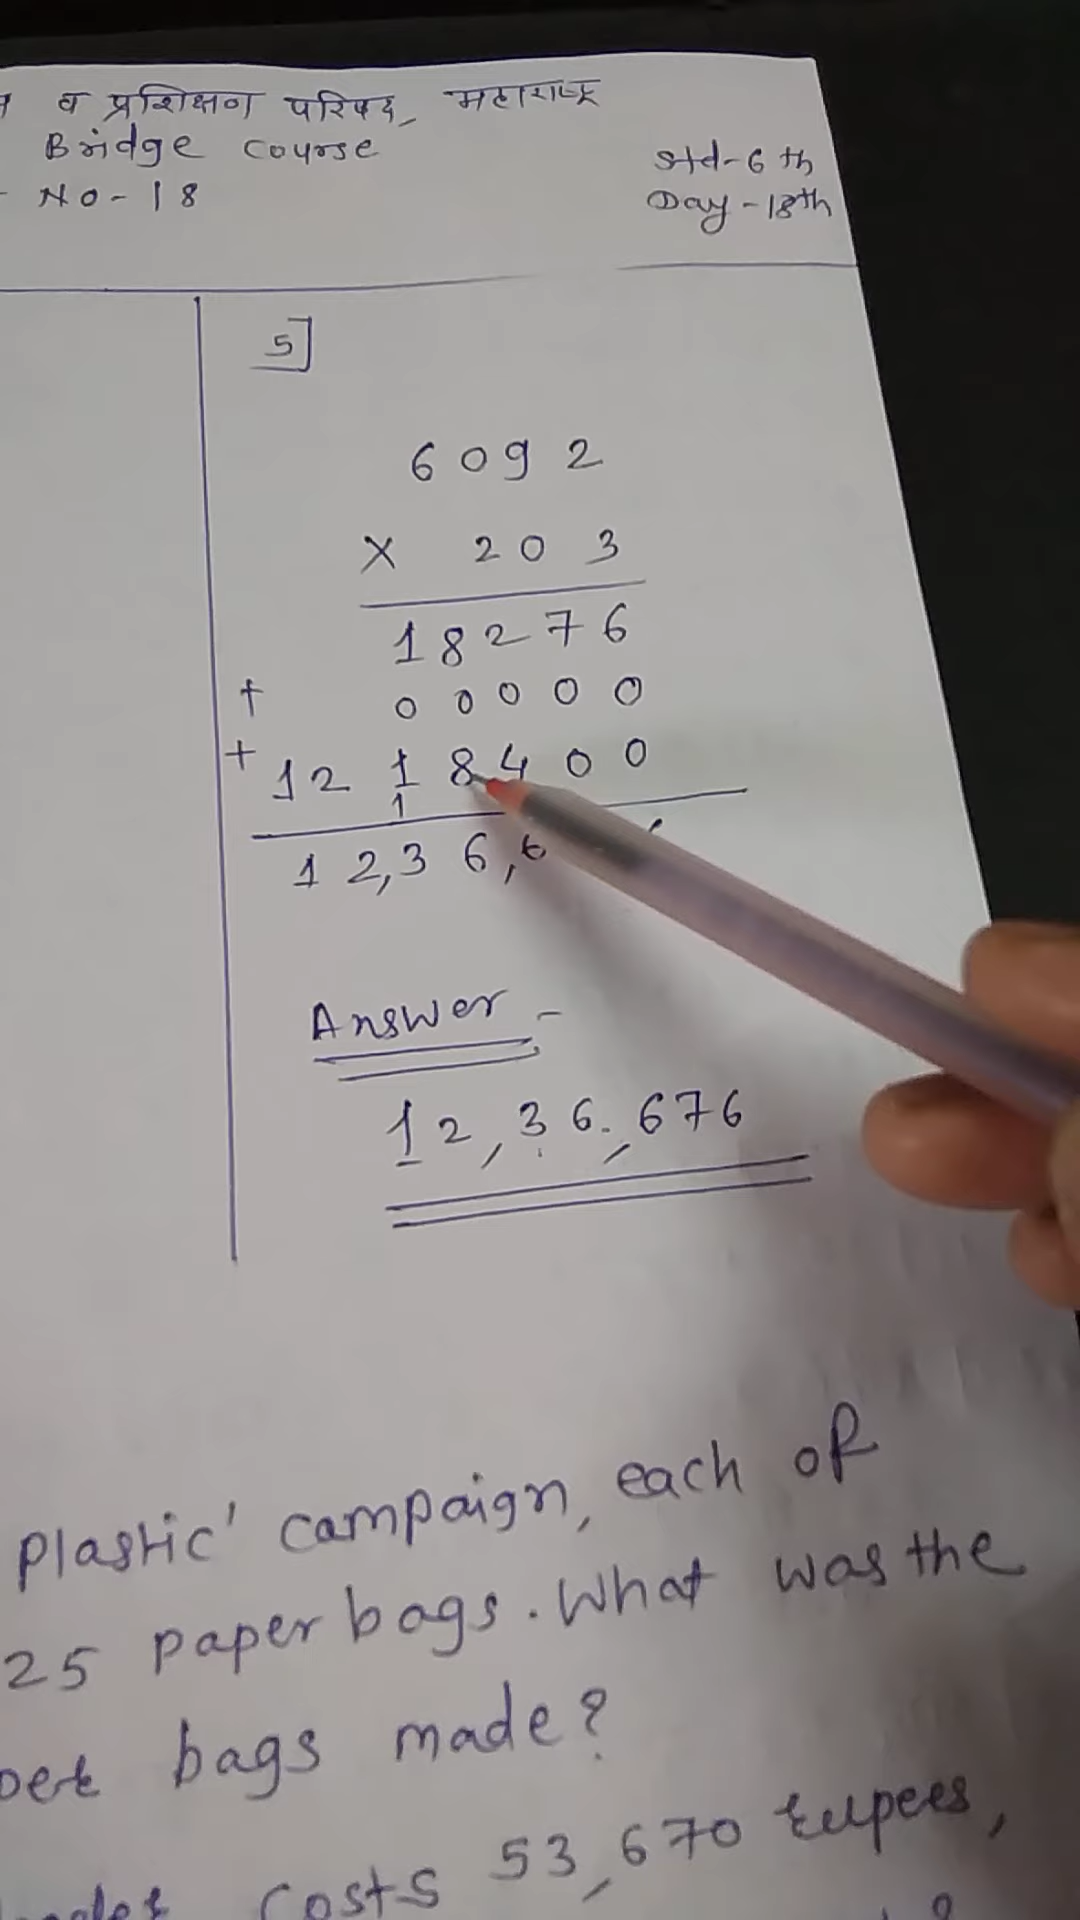 व प्रशिक्षण परिषद, महाराष्ट्र
Bridge course
Std-6 th
No-18
Day-18th
5]
6092
X 203
18276
+ 00000
+ 1218400
1
12,36,6
Answer -
12,36,676
Plastic' campaign, each of
25 paper bags. What was the
bags made?
costs 53,670 rupees,